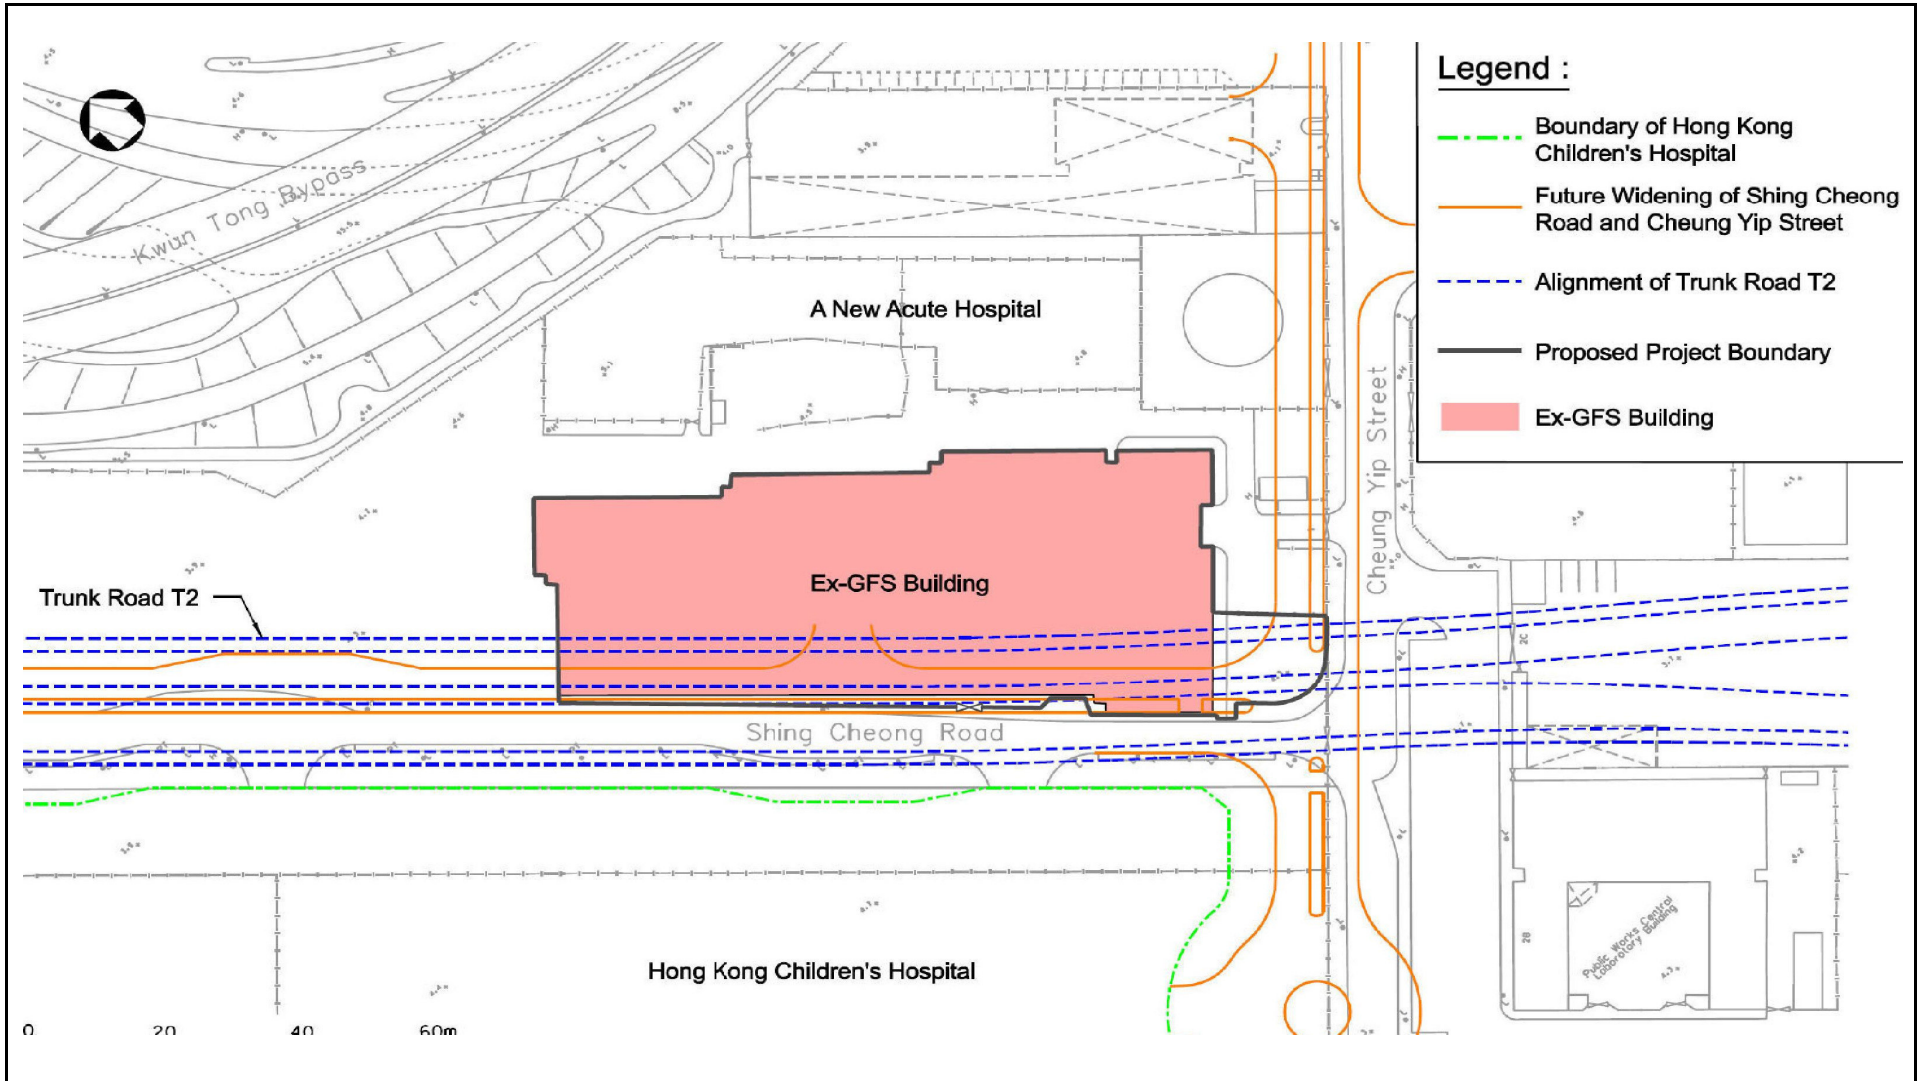 Legend :
Boundary of Hong Kong
Children's Hospital
Future Widening of Shing Cheong
Road and Cheung Yip Street
Alignment of Trunk Road T2
Proposed Project Boundary
Ex-GFS Building
Kwun Tong Bypass
A New Acute Hospital
Cheung Yip Street
Ex-GFS Building
Trunk Road T2
Shing Cheong Road
Public Works Central
Laboratory Building
Hong Kong Children's Hospital
0 20 40 60m